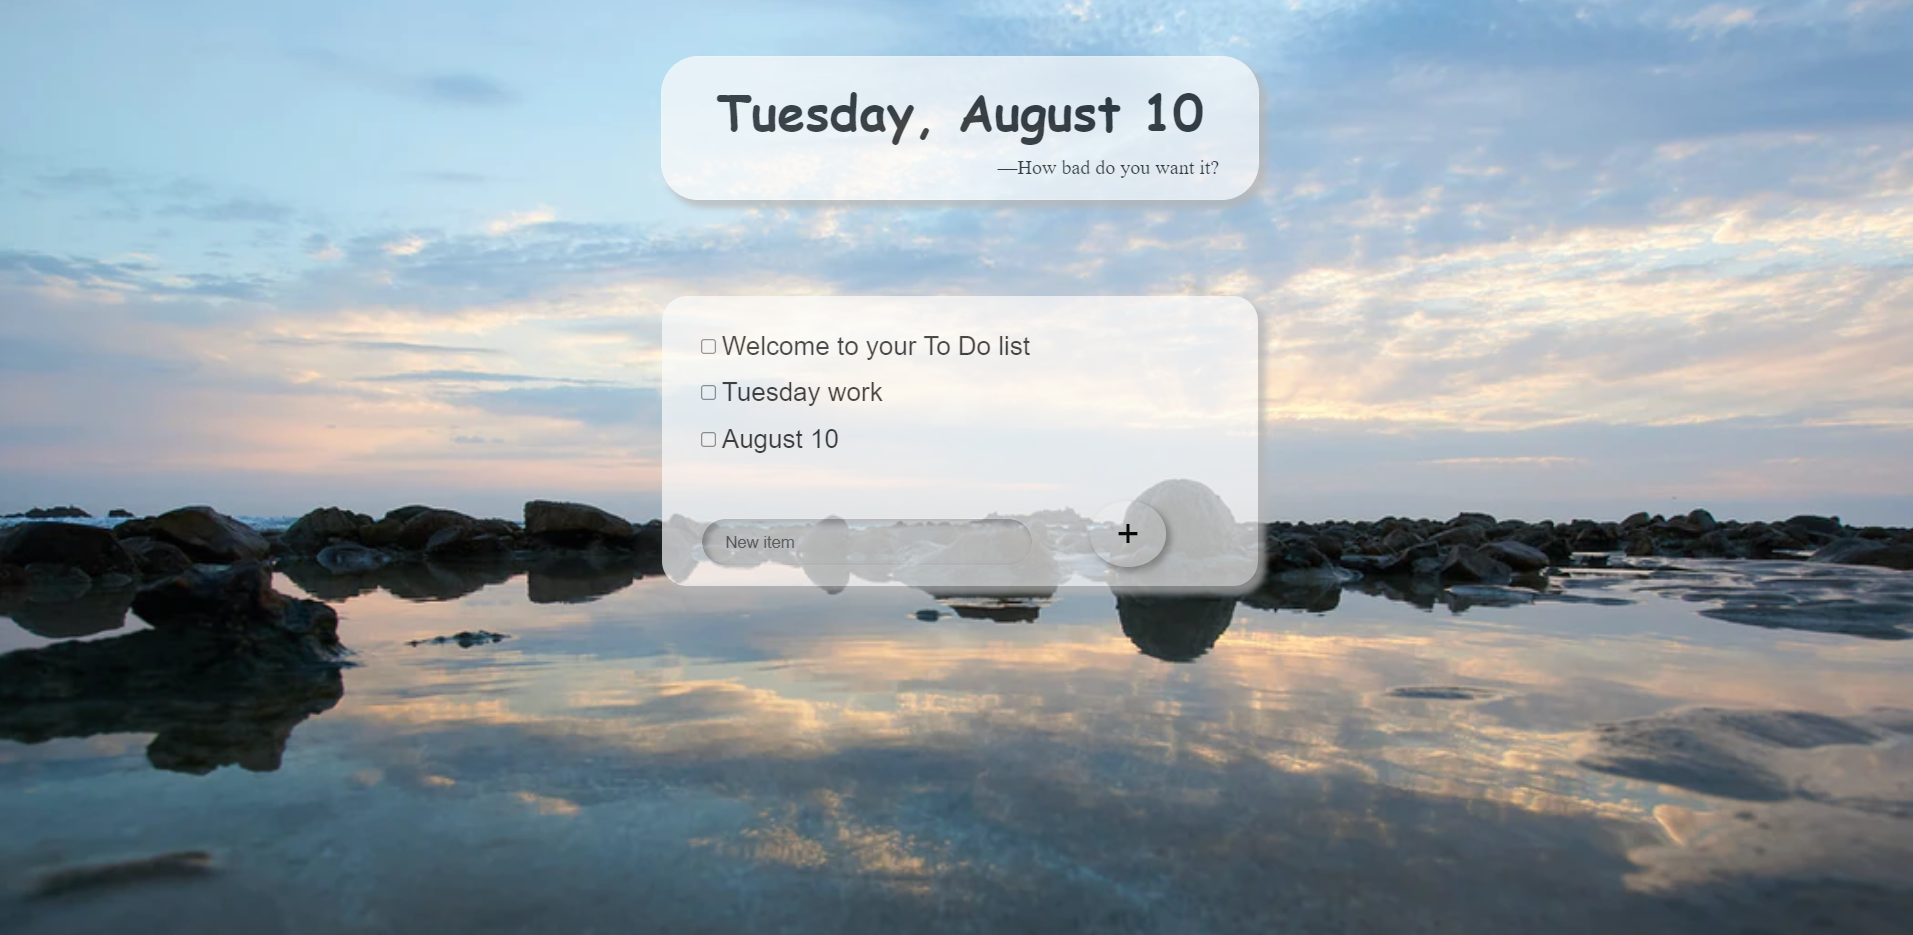 Tuesday, August 10
—How bad do you want it?
Welcome to your To Do list
Tuesday work
August 10
New item
+